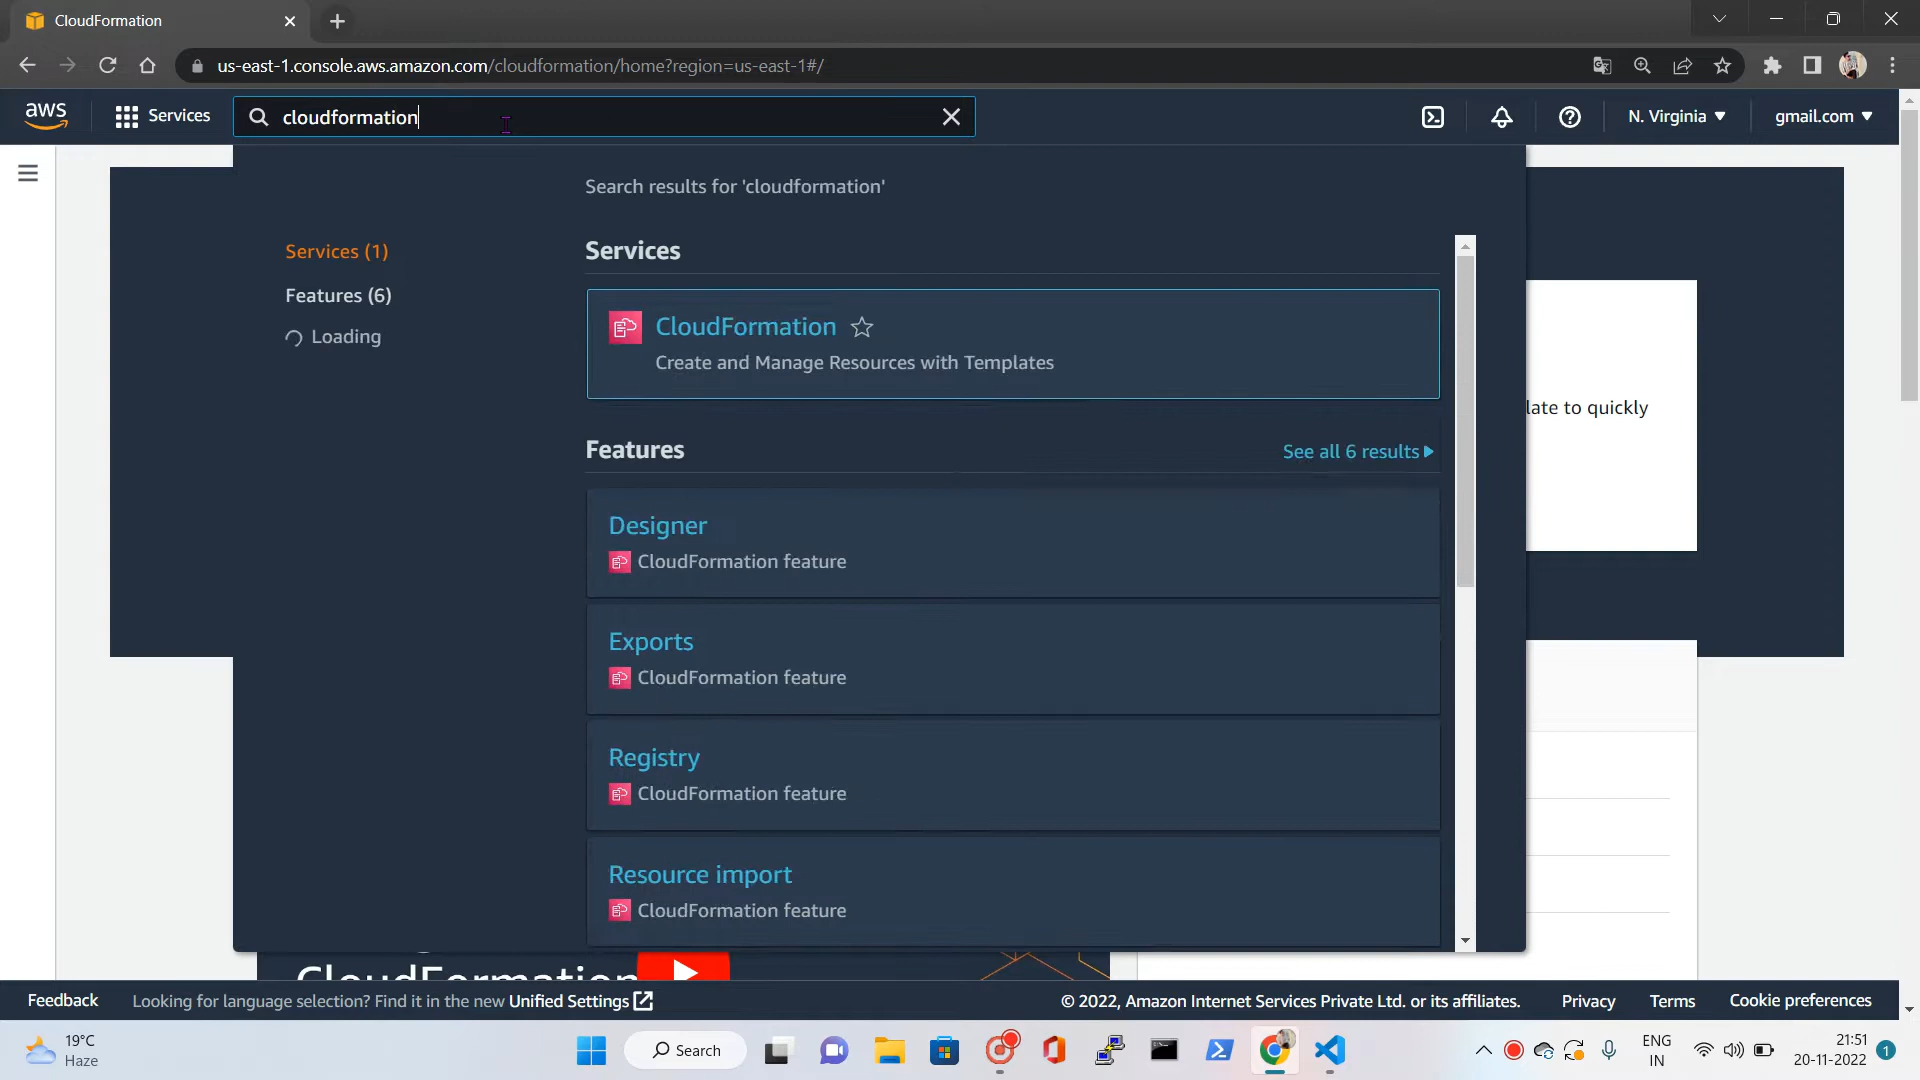 CloudFormation
us-east-1.console.aws.amazon.com/cloudformation/home?region=us-east-1#/
aws
Services
cloudformation
N. Virginia
gmail.com
Search results for 'cloudformation'
Services (1)
Features (6)
Loading
Services
CloudFormation
Create and Manage Resources with Templates
Features
See all 6 results
Designer
CloudFormation feature
Exports
CloudFormation feature
Registry
CloudFormation feature
Resource import
CloudFormation feature
late to quickly
CloudFormation
Feedback
Looking for language selection? Find it in the new Unified Settings
© 2022, Amazon Internet Services Private Ltd. or its affiliates.
Privacy
Terms
Cookie preferences
19°C
Haze
Search
ENG
IN
21:51
20-11-2022
1